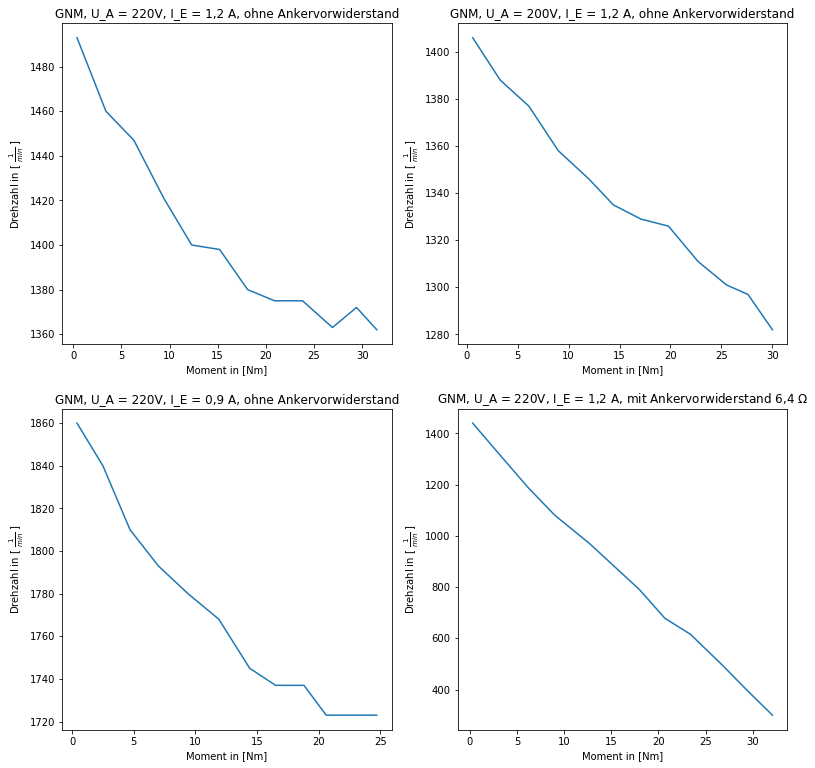 GNM, U_A = 220V, I_E = 1,2 A, ohne Ankervorwiderstand
Drehzahl in [ 1/min ]
1480
1460
1440
1420
1400
1380
1360
0 5 10 15 20 25 30
Moment in [Nm]
GNM, U_A = 200V, I_E = 1,2 A, ohne Ankervorwiderstand
Drehzahl in [ 1/min ]
1400
1380
1360
1340
1320
1300
1280
0 5 10 15 20 25 30
Moment in [Nm]
GNM, U_A = 220V, I_E = 0,9 A, ohne Ankervorwiderstand
Drehzahl in [ 1/min ]
1860
1840
1820
1800
1780
1760
1740
1720
0 5 10 15 20 25
Moment in [Nm]
GNM, U_A = 220V, I_E = 1,2 A, mit Ankervorwiderstand 6,4 Ω
Drehzahl in [ 1/min ]
1400
1200
1000
800
600
400
0 5 10 15 20 25 30
Moment in [Nm]